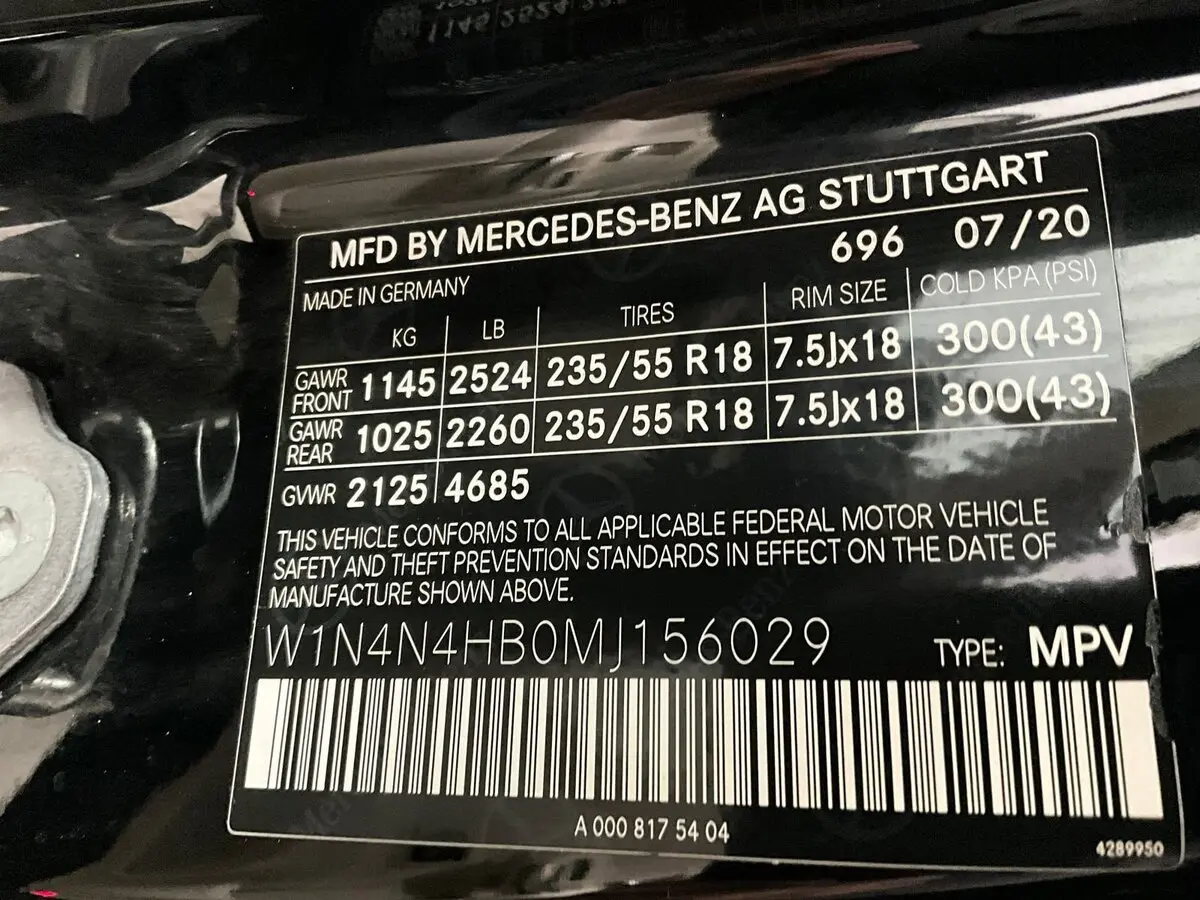 MFD BY MERCEDES-BENZ AG STUTTGART
696 07/20
MADE IN GERMANY
KG LB TIRES RIM SIZE COLD KPA (PSI)
GAWR FRONT 1145 2524 235/55 R18 7.5Jx18 300(43)
GAWR REAR 1025 2260 235/55 R18 7.5Jx18 300(43)
GVWR 2125 4685
THIS VEHICLE CONFORMS TO ALL APPLICABLE FEDERAL MOTOR VEHICLE
SAFETY AND THEFT PREVENTION STANDARDS IN EFFECT ON THE DATE OF
MANUFACTURE SHOWN ABOVE.
W1N4N4HB0MJ156029 TYPE: MPV
A 000 817 54 04
4289950